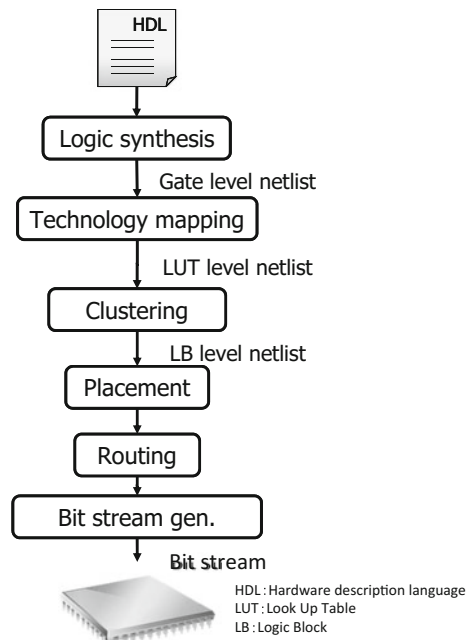 HDL
Logic synthesis
Gate level netlist
Technology mapping
LUT level netlist
Clustering
LB level netlist
Placement
Routing
Bit stream gen.
Bit stream
HDL : Hardware description language
LUT : Look Up Table
LB : Logic Block